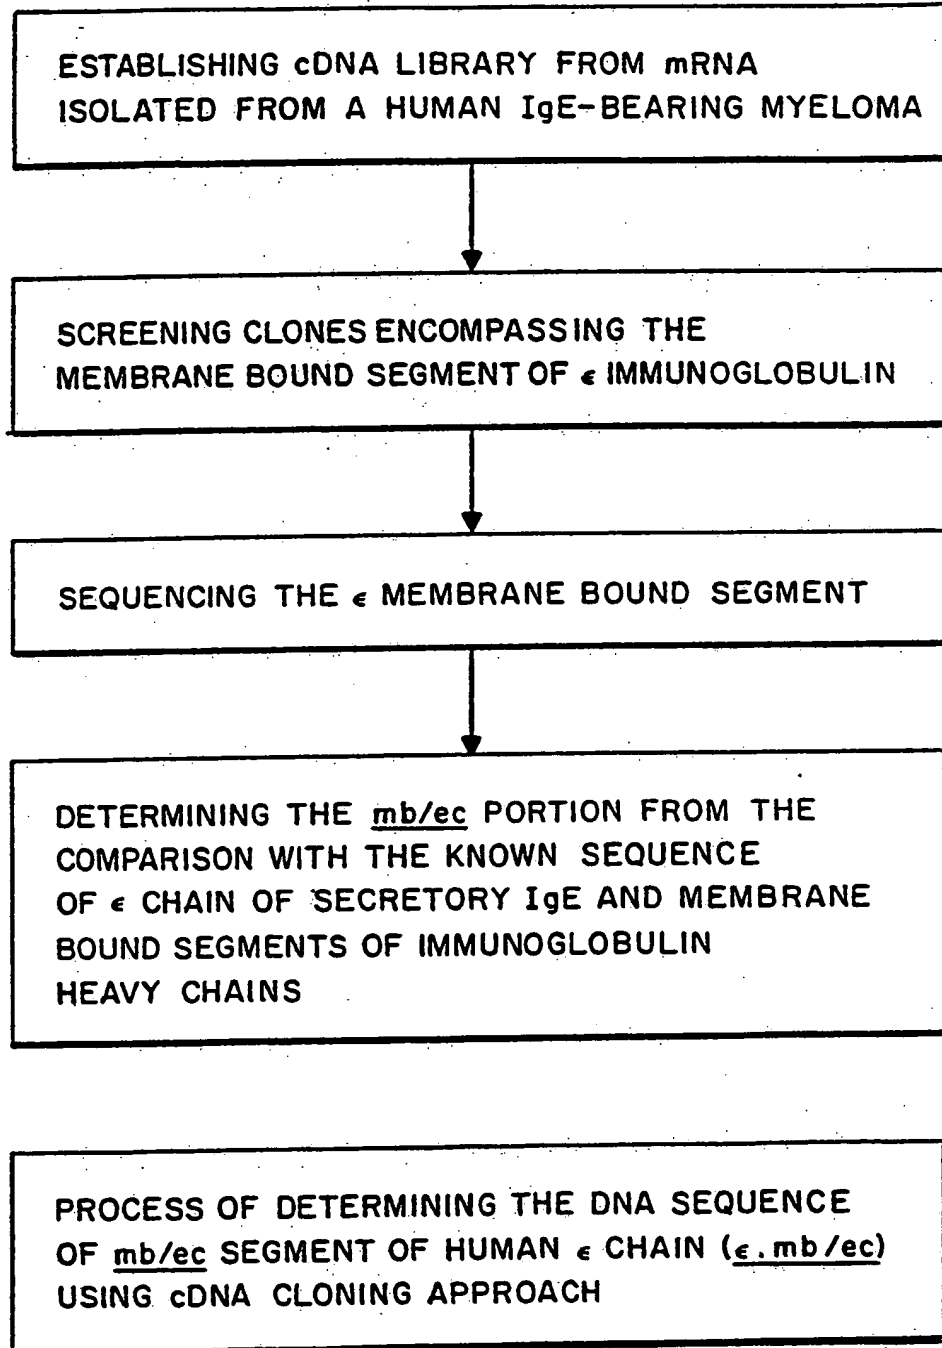 ESTABLISHING cDNA LIBRARY FROM mRNA
ISOLATED FROM A HUMAN IgE-BEARING MYELOMA
SCREENING CLONES ENCOMPASSING THE
MEMBRANE BOUND SEGMENT OF ϵ IMMUNOGLOBULIN
SEQUENCING THE ϵ MEMBRANE BOUND SEGMENT
DETERMINING THE mb/ec PORTION FROM THE
COMPARISON WITH THE KNOWN SEQUENCE
OF ϵ CHAIN OF SECRETORY IgE AND MEMBRANE
BOUND SEGMENTS OF IMMUNOGLOBULIN
HEAVY CHAINS
PROCESS OF DETERMINING THE DNA SEQUENCE
OF mb/ec SEGMENT OF HUMAN ϵ CHAIN (ϵ.mb/ec)
USING cDNA CLONING APPROACH